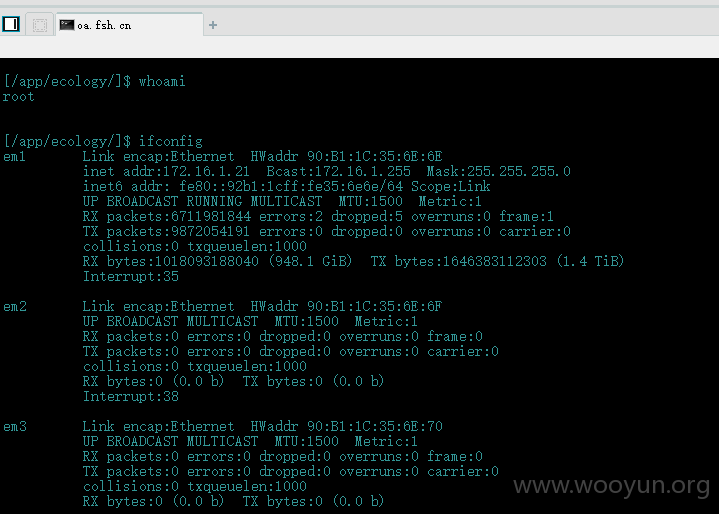 oa.fsh.cn
[/app/ecology/]$ whoami
root
[/app/ecology/]$ ifconfig
em1 Link encap:Ethernet HWaddr 90:B1:1C:35:6E:6E
inet addr:172.16.1.21 Bcast:172.16.1.255 Mask:255.255.255.0
inet6 addr: fe80::92b1:1cff:fe35:6e6e/64 Scope:Link
UP BROADCAST RUNNING MULTICAST MTU:1500 Metric:1
RX packets:6711981844 errors:2 dropped:5 overruns:0 frame:1
TX packets:9872054191 errors:0 dropped:0 overruns:0 carrier:0
collisions:0 txqueuelen:1000
RX bytes:1018093188040 (948.1 GiB) TX bytes:1646383112303 (1.4 TiB)
Interrupt:35
em2 Link encap:Ethernet HWaddr 90:B1:1C:35:6E:6F
UP BROADCAST MULTICAST MTU:1500 Metric:1
RX packets:0 errors:0 dropped:0 overruns:0 frame:0
TX packets:0 errors:0 dropped:0 overruns:0 carrier:0
collisions:0 txqueuelen:1000
RX bytes:0 (0.0 b) TX bytes:0 (0.0 b)
Interrupt:38
em3 Link encap:Ethernet HWaddr 90:B1:1C:35:6E:70
UP BROADCAST MULTICAST MTU:1500 Metric:1
RX packets:0 errors:0 dropped:0 overruns:0 frame:0
TX packets:0 errors:0 dropped:0 overruns:0 carrier:0
collisions:0 txqueuelen:1000
RX bytes:0 (0.0 b) TX bytes:0 (0.0 b)
www.wooyun.org